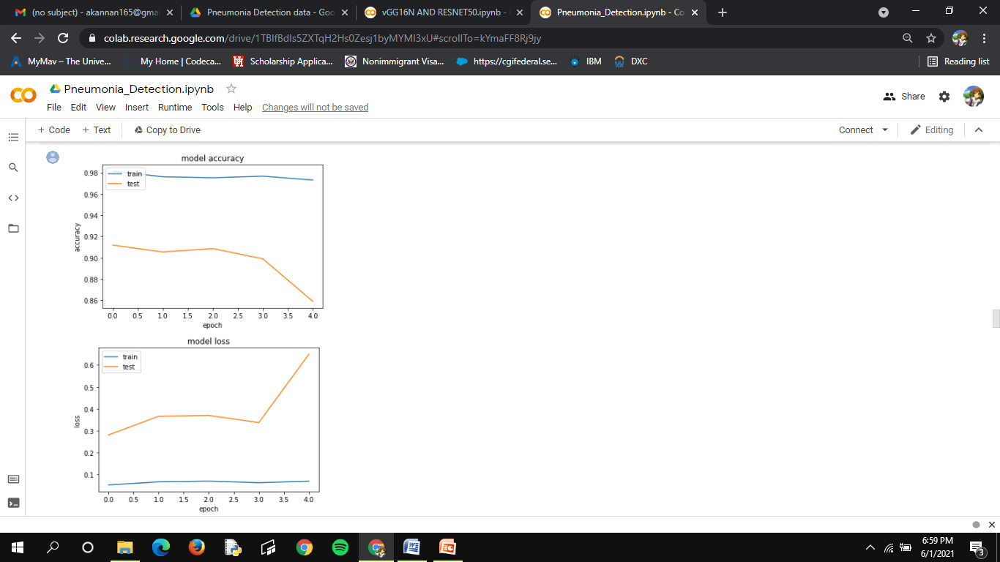 (no subject) - akannan165@gmai
Pneumonia Detection data - Goo
vGG16N AND RESNET50.ipynb -
Pneumonia_Detection.ipynb - Co
colab.research.google.com/drive/1TBlfBdIs5ZXTqH2Hs0Zesj1byMYMI3xU#scrollTo=kYmaFF8Rj9jy
MyMav – The Unive...
My Home | Codeca...
Scholarship Applica...
Nonimmigrant Visa...
https://cgifederal.se...
IBM
DXC
Reading list
Pneumonia_Detection.ipynb
Share
File Edit View Insert Runtime Tools Help Changes will not be saved
+ Code + Text Copy to Drive
Connect
Editing
model accuracy
train
test
0.98
0.96
0.94
0.92
0.90
0.88
0.86
accuracy
0.0 0.5 1.0 1.5 2.0 2.5 3.0 3.5 4.0
epoch
model loss
train
test
0.6
0.5
0.4
0.3
0.2
0.1
loss
0.0 0.5 1.0 1.5 2.0 2.5 3.0 3.5 4.0
epoch
6:59 PM
6/1/2021
3